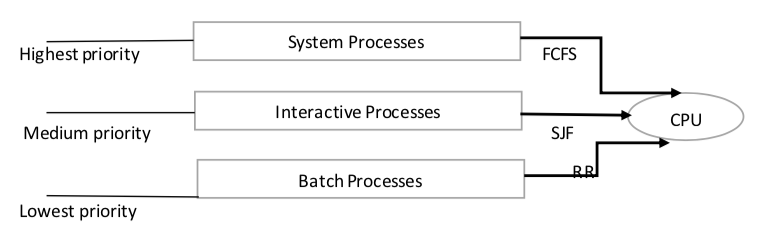 System Processes
Highest priority
FCFS
Interactive Processes
CPU
Medium priority
SJF
Batch Processes
RR
Lowest priority